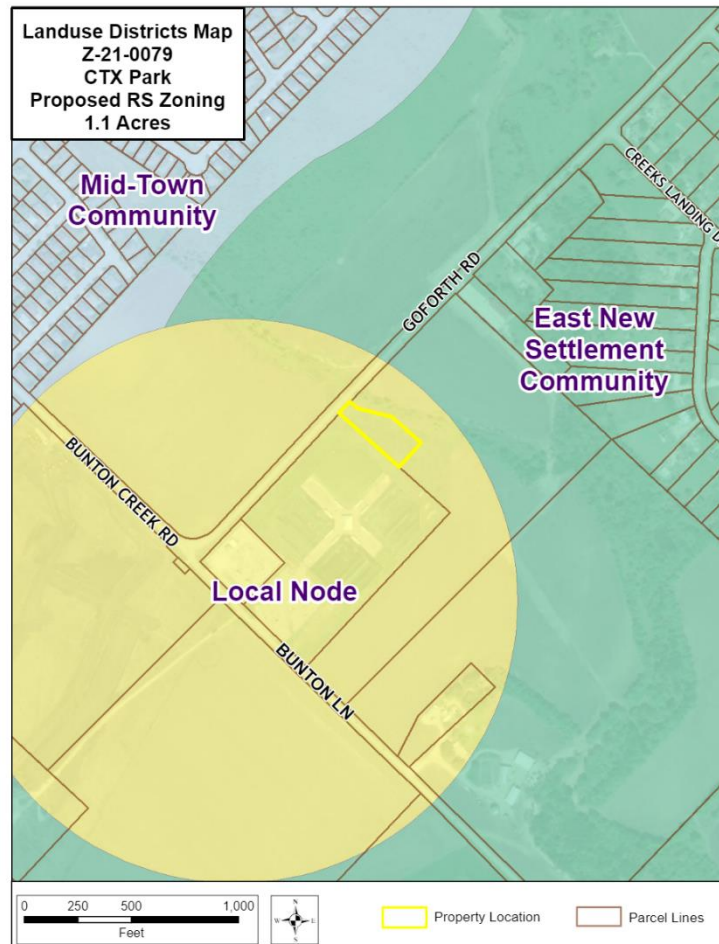 Landuse Districts Map
Z-21-0079
CTX Park
Proposed RS Zoning
1.1 Acres
Mid-Town
Community
CREEKS LANDING D
GOFORTH RD
East New
Settlement
Community
BUNTON CREEK RD
Local Node
BUNTON LN
0 250 500 1,000
Feet
N
W E
S
Property Location
Parcel Lines